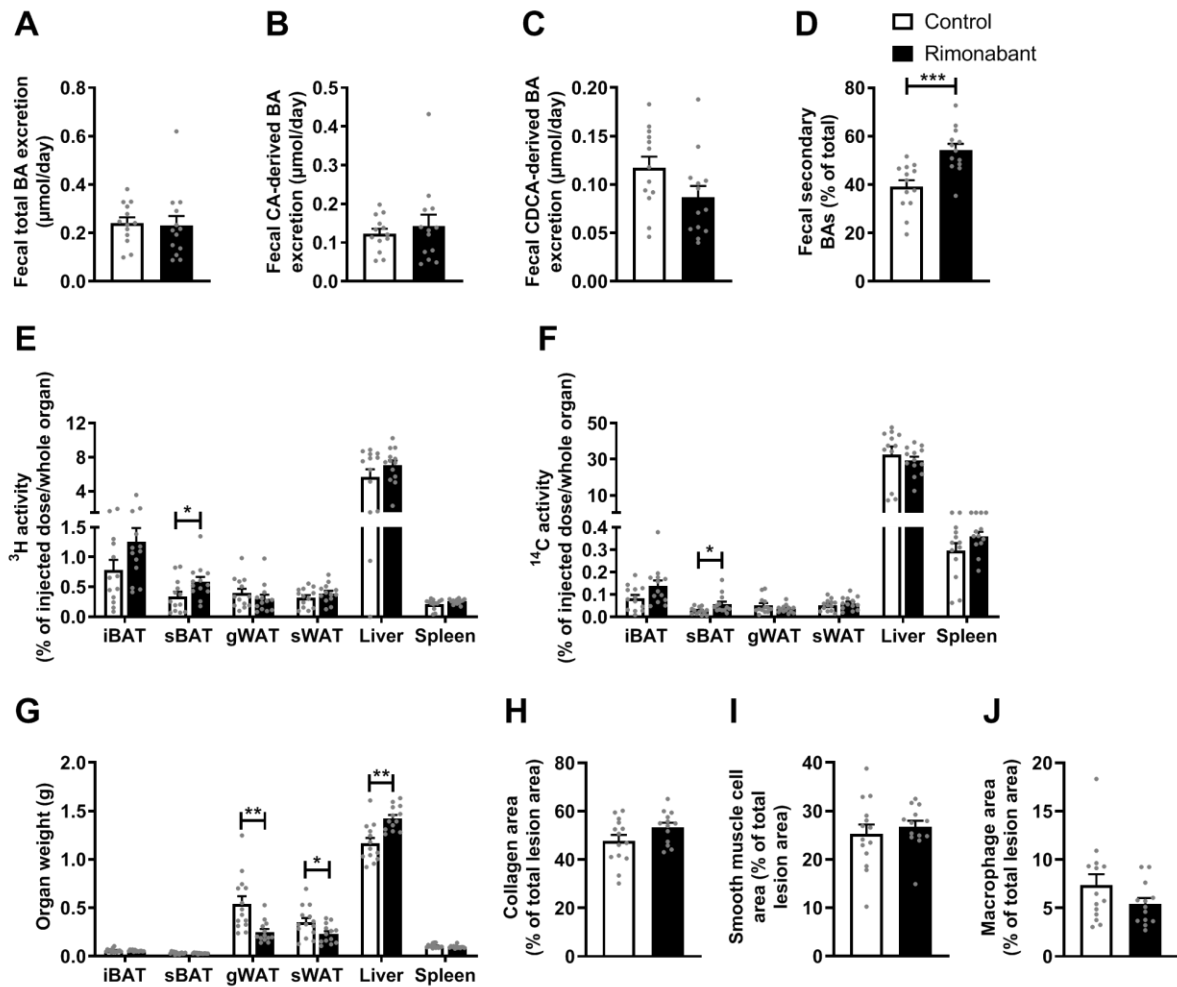 A
B
C
D
Control
Rimonabant
Fecal total BA excretion
(μmol/day)
0.8
0.6
0.4
0.2
0.0
Fecal CA-derived BA
excretion (μmol/day)
0.5
0.4
0.3
0.2
0.1
0.0
Fecal CDCA-derived BA
excretion (μmol/day)
0.20
0.15
0.10
0.05
0.00
Fecal secondary
BAs (% of total)
80
60
40
20
0
***
E
F
³H activity
(% of injected dose/whole organ)
12
8
4
1.5
1.0
0.5
0.0
*
iBAT sBAT gWAT sWAT Liver Spleen
¹⁴C activity
(% of injected dose/whole organ)
50
30
10
0.4
0.3
0.2
0.1
0.0
*
iBAT sBAT gWAT sWAT Liver Spleen
G
H
I
J
Organ weight (g)
2.0
1.5
1.0
0.5
0.0
**
*
**
iBAT sBAT gWAT sWAT Liver Spleen
Collagen area
(% of total lesion area)
80
60
40
20
0
Smooth muscle cell
area (% of total
lesion area)
40
30
20
10
0
Macrophage area
(% of total lesion area)
20
15
10
5
0